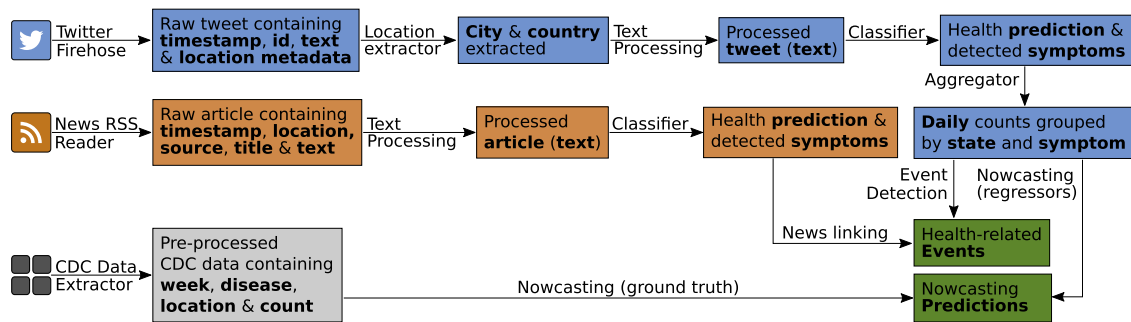 Twitter
Firehose
Raw tweet containing
timestamp, id, text
& location metadata
Location
extractor
City & country
extracted
Text
Processing
Processed
tweet (text)
Classifier
Health prediction &
detected symptoms
Aggregator
News RSS
Reader
Raw article containing
timestamp, location,
source, title & text
Text
Processing
Processed
article (text)
Classifier
Health prediction &
detected symptoms
Daily counts grouped
by state and symptom
Event
Detection
Nowcasting
(regressors)
News linking
Health-related
Events
CDC Data
Extractor
Pre-processed
CDC data containing
week, disease,
location & count
Nowcasting (ground truth)
Nowcasting
Predictions